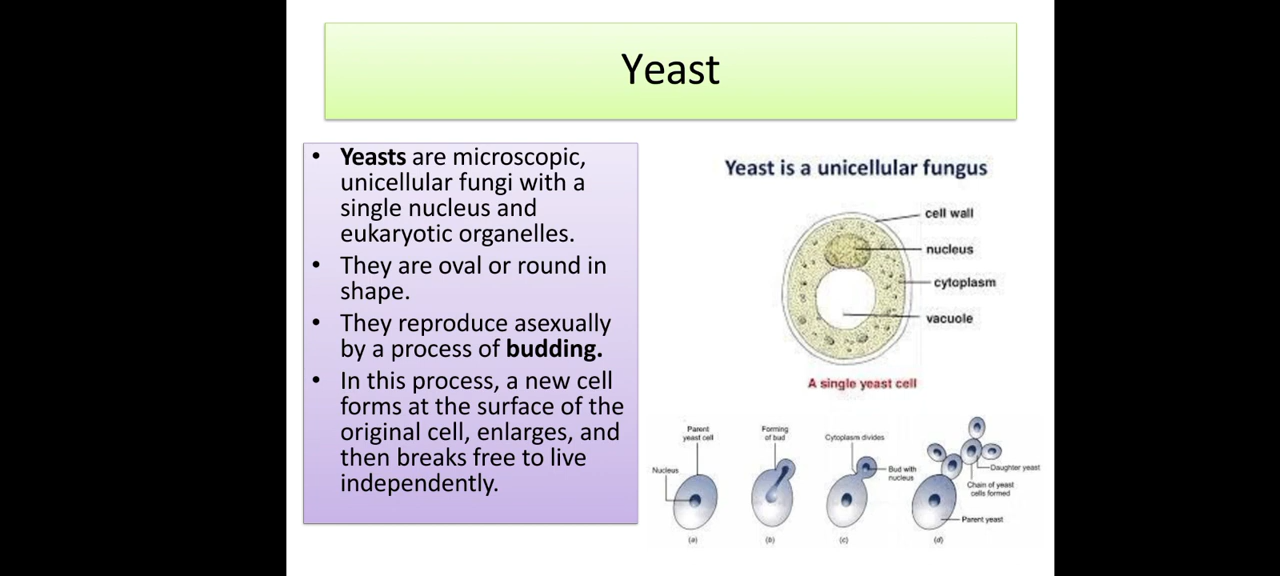 Yeast
• Yeasts are microscopic,
unicellular fungi with a
single nucleus and
eukaryotic organelles.
• They are oval or round in
shape.
• They reproduce asexually
by a process of budding.
• In this process, a new cell
forms at the surface of the
original cell, enlarges, and
then breaks free to live
independently.
Yeast is a unicellular fungus
cell wall
nucleus
cytoplasm
vacuole
A single yeast cell
Parent
yeast cell
Nucleus
(a)
Forming
of bud
(b)
Cytoplasm divides
Bud with
nucleus
(c)
Daughter yeast
Chain of yeast
cells formed
Parent yeast
(d)